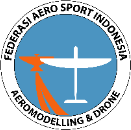 FEDERASI AERO SPORT INDONESIA
AEROMODELLING & DRONE